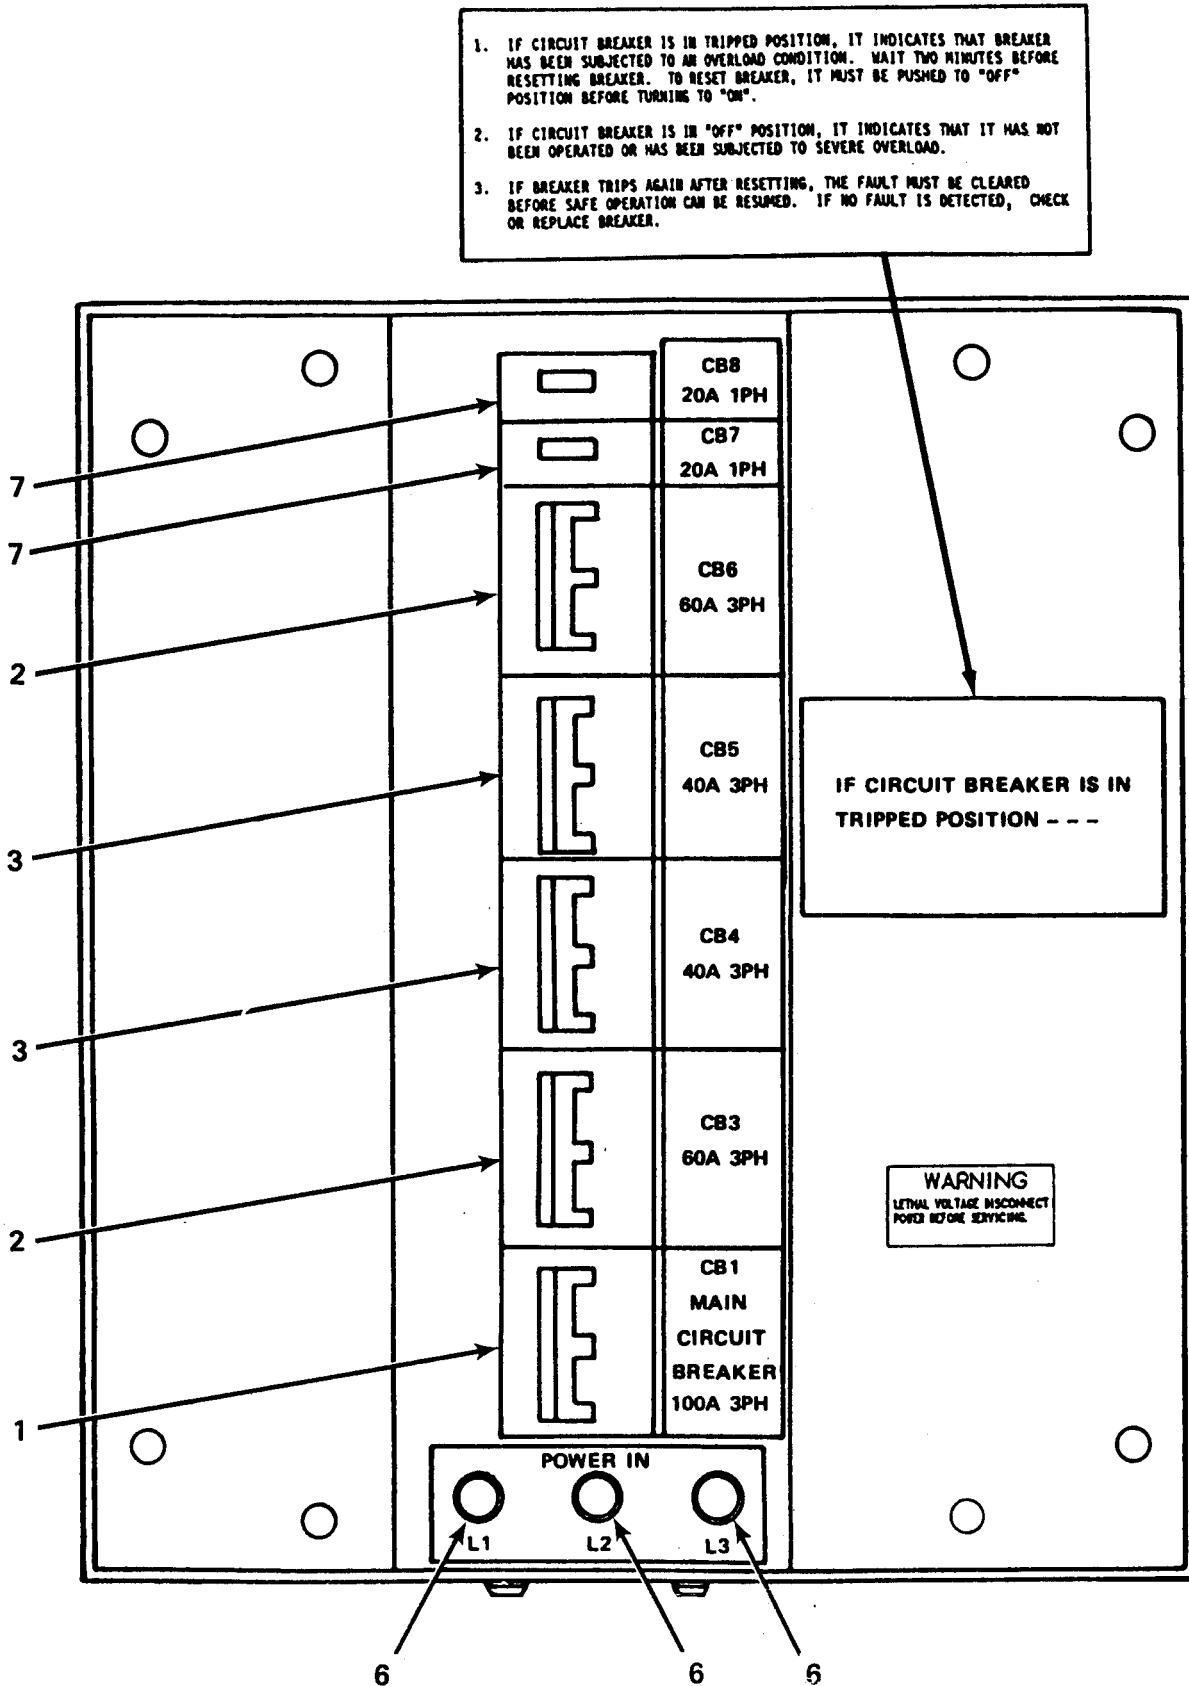 1. IF CIRCUIT BREAKER IS IN TRIPPED POSITION, IT INDICATES THAT BREAKER
HAS BEEN SUBJECTED TO AN OVERLOAD CONDITION. WAIT TWO MINUTES BEFORE
RESETTING BREAKER. TO RESET BREAKER, IT MUST BE PUSHED TO "OFF"
POSITION BEFORE TURNING TO "ON".
2. IF CIRCUIT BREAKER IS IN "OFF" POSITION, IT INDICATES THAT IT HAS NOT
BEEN OPERATED OR HAS BEEN SUBJECTED TO SEVERE OVERLOAD.
3. IF BREAKER TRIPS AGAIN AFTER RESETTING, THE FAULT MUST BE CLEARED
BEFORE SAFE OPERATION CAN BE RESUMED. IF NO FAULT IS DETECTED, CHECK
OR REPLACE BREAKER.
CB8
20A 1PH
CB7
20A 1PH
7
7
CB6
60A 3PH
2
CB5
40A 3PH
IF CIRCUIT BREAKER IS IN
TRIPPED POSITION - - -
3
CB4
40A 3PH
3
CB3
60A 3PH
WARNING
LETHAL VOLTAGE DISCONNECT
POWER BEFORE SERVICING.
2
CB1
MAIN
CIRCUIT
BREAKER
100A 3PH
1
POWER IN
L1 L2 L3
6 6 6